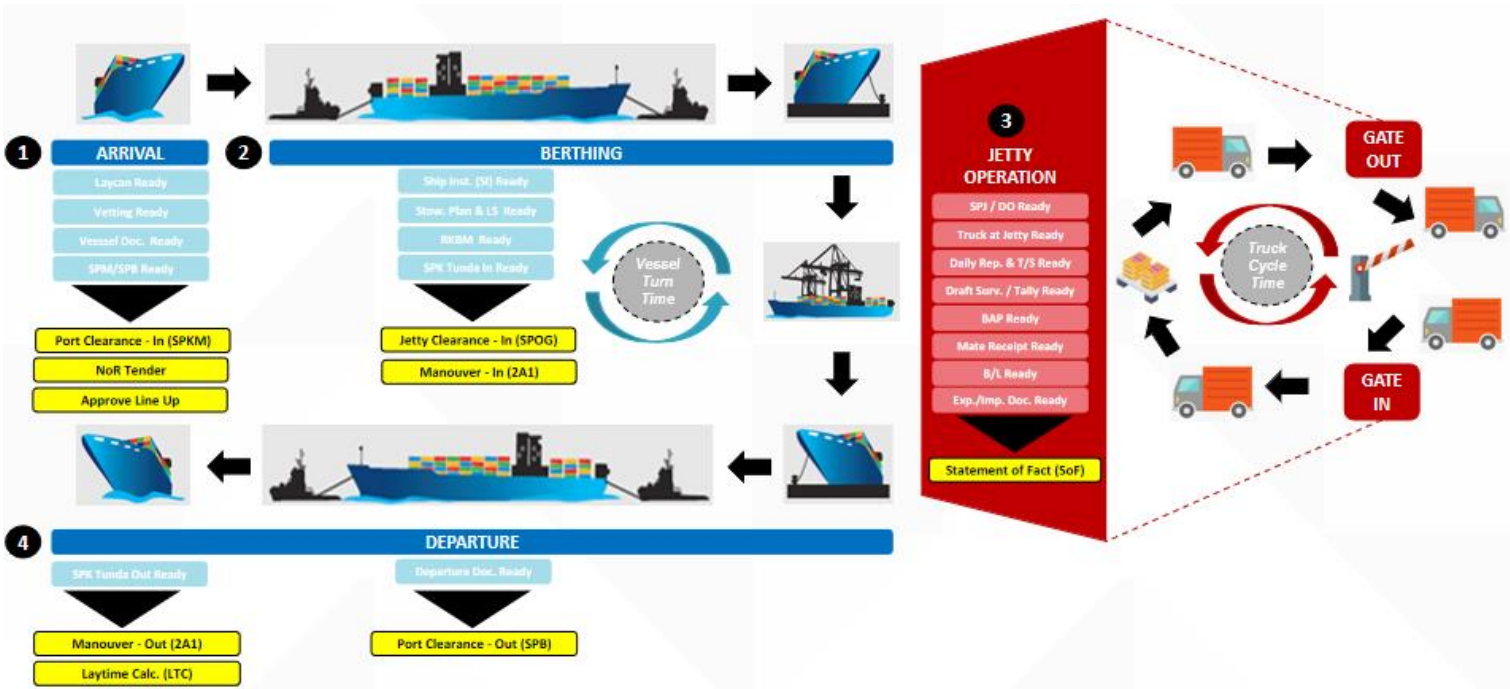 1
ARRIVAL
Laycan Ready
Vetting Ready
Vesssel Doc. Ready
SPM/SPB Ready
Port Clearance - In (SPKM)
NoR Tender
Approve Line Up
2
BERTHING
Ship Inst. (SI) Ready
Stow. Plan & LS Ready
RKBM Ready
SPK Tunda In Ready
Jetty Clearance - In (SPOG)
Manouver - In (2A1)
Vessel
Turn
Time
3
JETTY
OPERATION
SPJ / DO Ready
Truck at Jetty Ready
Daily Rep. & T/S Ready
Draft Surv. / Tally Ready
BAP Ready
Mate Receipt Ready
B/L Ready
Exp./Imp. Doc. Ready
Statement of Fact (SoF)
GATE
OUT
Truck
Cycle
Time
GATE
IN
4
DEPARTURE
SPK Tunda Out Ready
Manouver - Out (2A1)
Laytime Calc. (LTC)
Departure Doc. Ready
Port Clearance - Out (SPB)